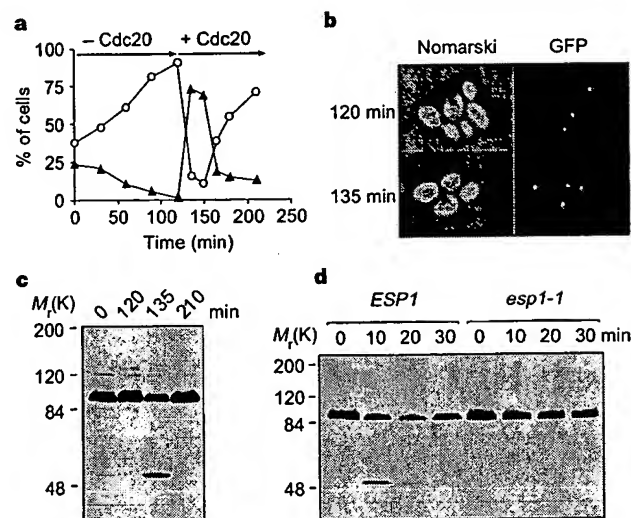 a
– Cdc20 + Cdc20
100
75
50
25
0
% of cells
0 50 100 150 200 250
Time (min)
b
Nomarski GFP
120 min
135 min
c
Mr(K) 0 120 135 210 min
200
120
84
48
d
ESP1 esp1-1
Mr(K) 0 10 20 30 0 10 20 30 min
200
120
84
48